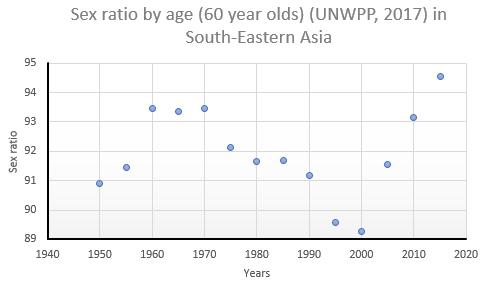 Sex ratio by age (60 year olds) (UNWPP, 2017) in
South-Eastern Asia
95
94
93
92
91
90
89
Sex ratio
1940 1950 1960 1970 1980 1990 2000 2010 2020
Years